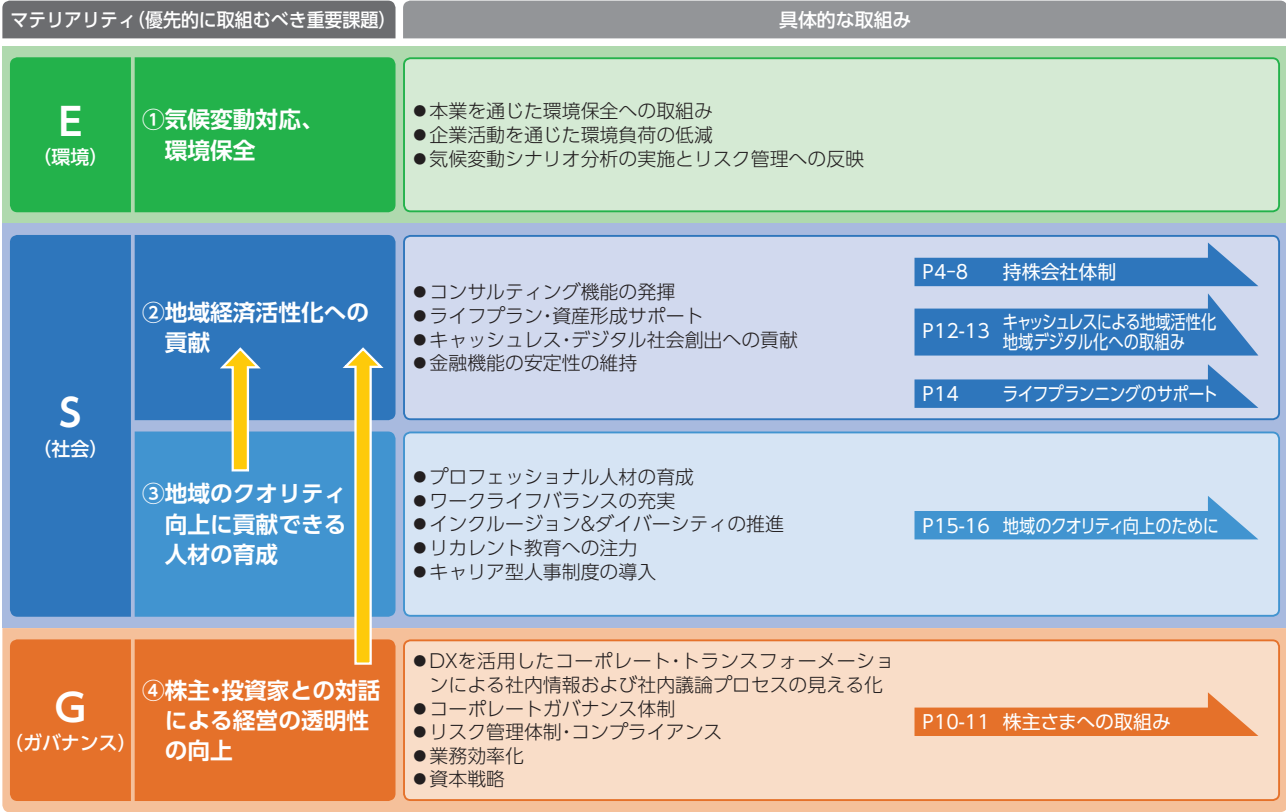 マテリアリティ(優先的に取組むべき重要課題)
具体的な取組み
E
(環境)
①気候変動対応、
環境保全
●本業を通じた環境保全への取組み
●企業活動を通じた環境負荷の低減
●気候変動シナリオ分析の実施とリスク管理への反映
S
(社会)
②地域経済活性化への
貢献
●コンサルティング機能の発揮
●ライフプラン・資産形成サポート
●キャッシュレス・デジタル社会創出への貢献
●金融機能の安定性の維持
P4-8 持株会社体制
P12-13 キャッシュレスによる地域活性化
地域デジタル化への取組み
P14 ライフプランニングのサポート
③地域のクオリティ
向上に貢献できる
人材の育成
●プロフェッショナル人材の育成
●ワークライフバランスの充実
●インクルージョン&ダイバーシティの推進
●リカレント教育への注力
●キャリア型人事制度の導入
P15-16 地域のクオリティ向上のために
G
(ガバナンス)
④株主・投資家との対話
による経営の透明性
の向上
●DXを活用したコーポレート・トランスフォーメーショ
ンによる社内情報および社内議論プロセスの見える化
●コーポレートガバナンス体制
●リスク管理体制・コンプライアンス
●業務効率化
●資本戦略
P10-11 株主さまへの取組み